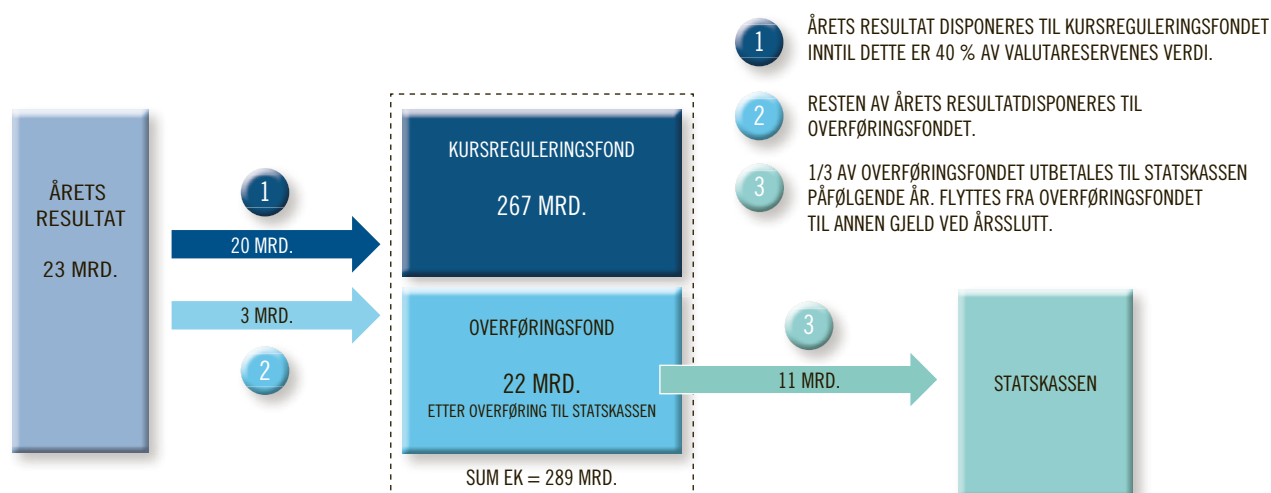 ÅRETS
RESULTAT
23 MRD.
1
20 MRD.
3 MRD.
2
KURSREGULERINGSFOND
267 MRD.
OVERFØRINGSFOND
22 MRD.
ETTER OVERFØRING TIL STATSKASSEN
SUM EK = 289 MRD.
3
11 MRD.
STATSKASSEN
1
ÅRETS RESULTAT DISPONERES TIL KURSREGULERINGSFONDET
INNTIL DETTE ER 40 % AV VALUTARESERVENES VERDI.
2
RESTEN AV ÅRETS RESULTATDISPONERES TIL
OVERFØRINGSFONDET.
3
1/3 AV OVERFØRINGSFONDET UTBETALES TIL STATSKASSEN
PÅFØLGENDE ÅR. FLYTTES FRA OVERFØRINGSFONDET
TIL ANNEN GJELD VED ÅRSSLUTT.